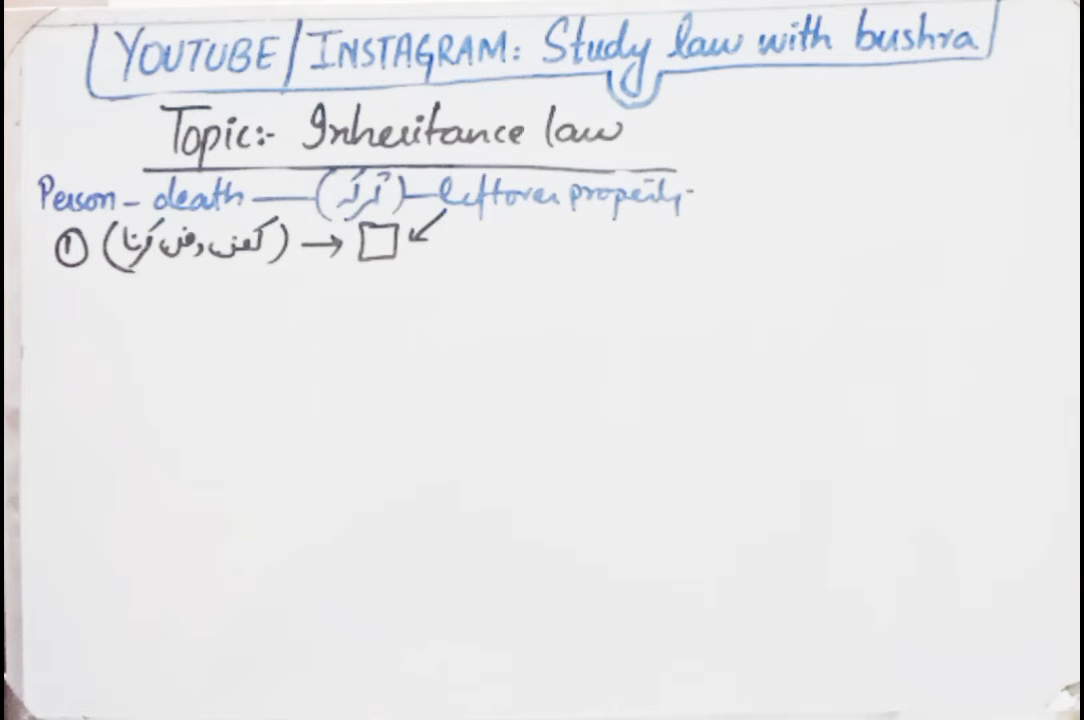 YOUTUBE/INSTAGRAM: Study law with bushra
Topic:- Inheritance law
Person - death — (ترکہ) — leftover property.
① (کفن دفن کرنا) → □ ↙